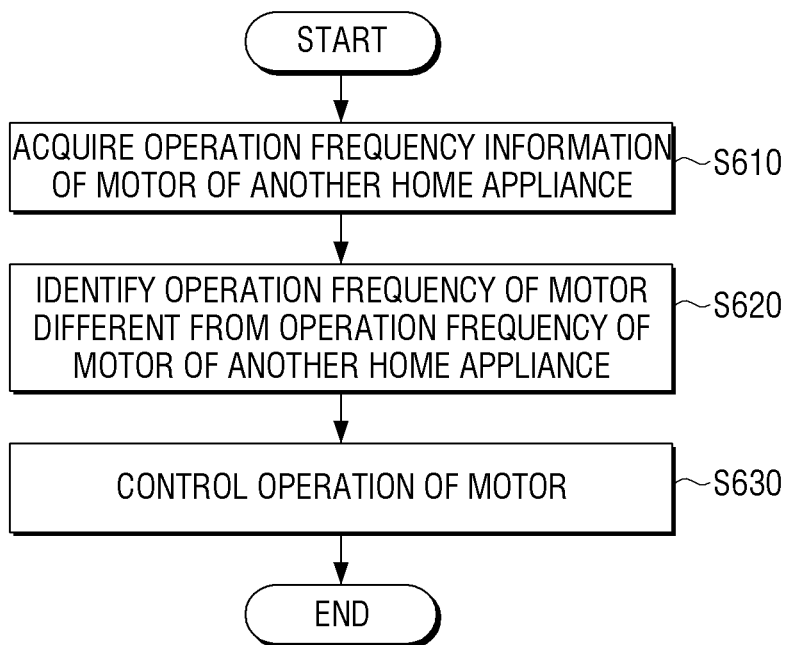 START
ACQUIRE OPERATION FREQUENCY INFORMATION
OF MOTOR OF ANOTHER HOME APPLIANCE
S610
IDENTIFY OPERATION FREQUENCY OF MOTOR
DIFFERENT FROM OPERATION FREQUENCY OF
MOTOR OF ANOTHER HOME APPLIANCE
S620
CONTROL OPERATION OF MOTOR
S630
END